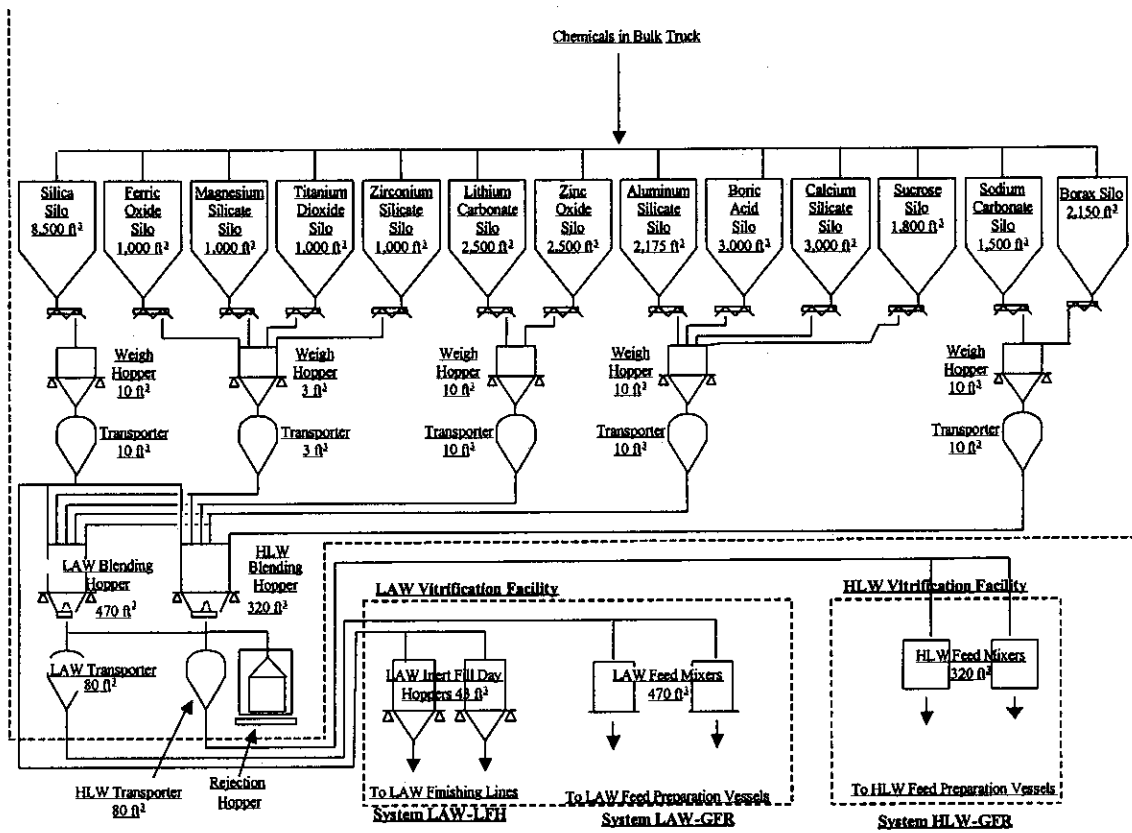 Chemicals in Bulk Truck
Silica
Silo
8,500 ft³
Ferric
Oxide
Silo
1,000 ft³
Magnesium
Silicate
Silo
1,000 ft³
Titanium
Dioxide
Silo
1,000 ft³
Zirconium
Silicate
Silo
1,000 ft³
Lithium
Carbonate
Silo
2,500 ft³
Zinc
Oxide
Silo
2,500 ft³
Aluminum
Silicate
Silo
2,175 ft³
Boric
Acid
Silo
3,000 ft³
Calcium
Silicate
Silo
3,000 ft³
Sucrose
Silo
1,800 ft³
Sodium
Carbonate
Silo
1,500 ft³
Borax Silo
2,150 ft³
Weigh
Hopper
10 ft³
Weigh
Hopper
3 ft³
Weigh
Hopper
10 ft³
Weigh
Hopper
10 ft³
Weigh
Hopper
10 ft³
Transporter
10 ft³
Transporter
3 ft³
Transporter
10 ft³
Transporter
10 ft³
Transporter
10 ft³
LAW Blending
Hopper
470 ft³
HLW
Blending
Hopper
320 ft³
LAW Vitrification Facility
HLW Vitrification Facility
LAW Transporter
80 ft³
LAW Inert Fill Day
Hoppers 43 ft³
LAW Feed Mixers
470 ft³
HLW Feed Mixers
320 ft³
HLW Transporter
80 ft³
Rejection
Hopper
To LAW Finishing Lines
System LAW-LFH
To LAW Feed Preparation Vessels
System LAW-GFR
To HLW Feed Preparation Vessels
System HLW-GFR